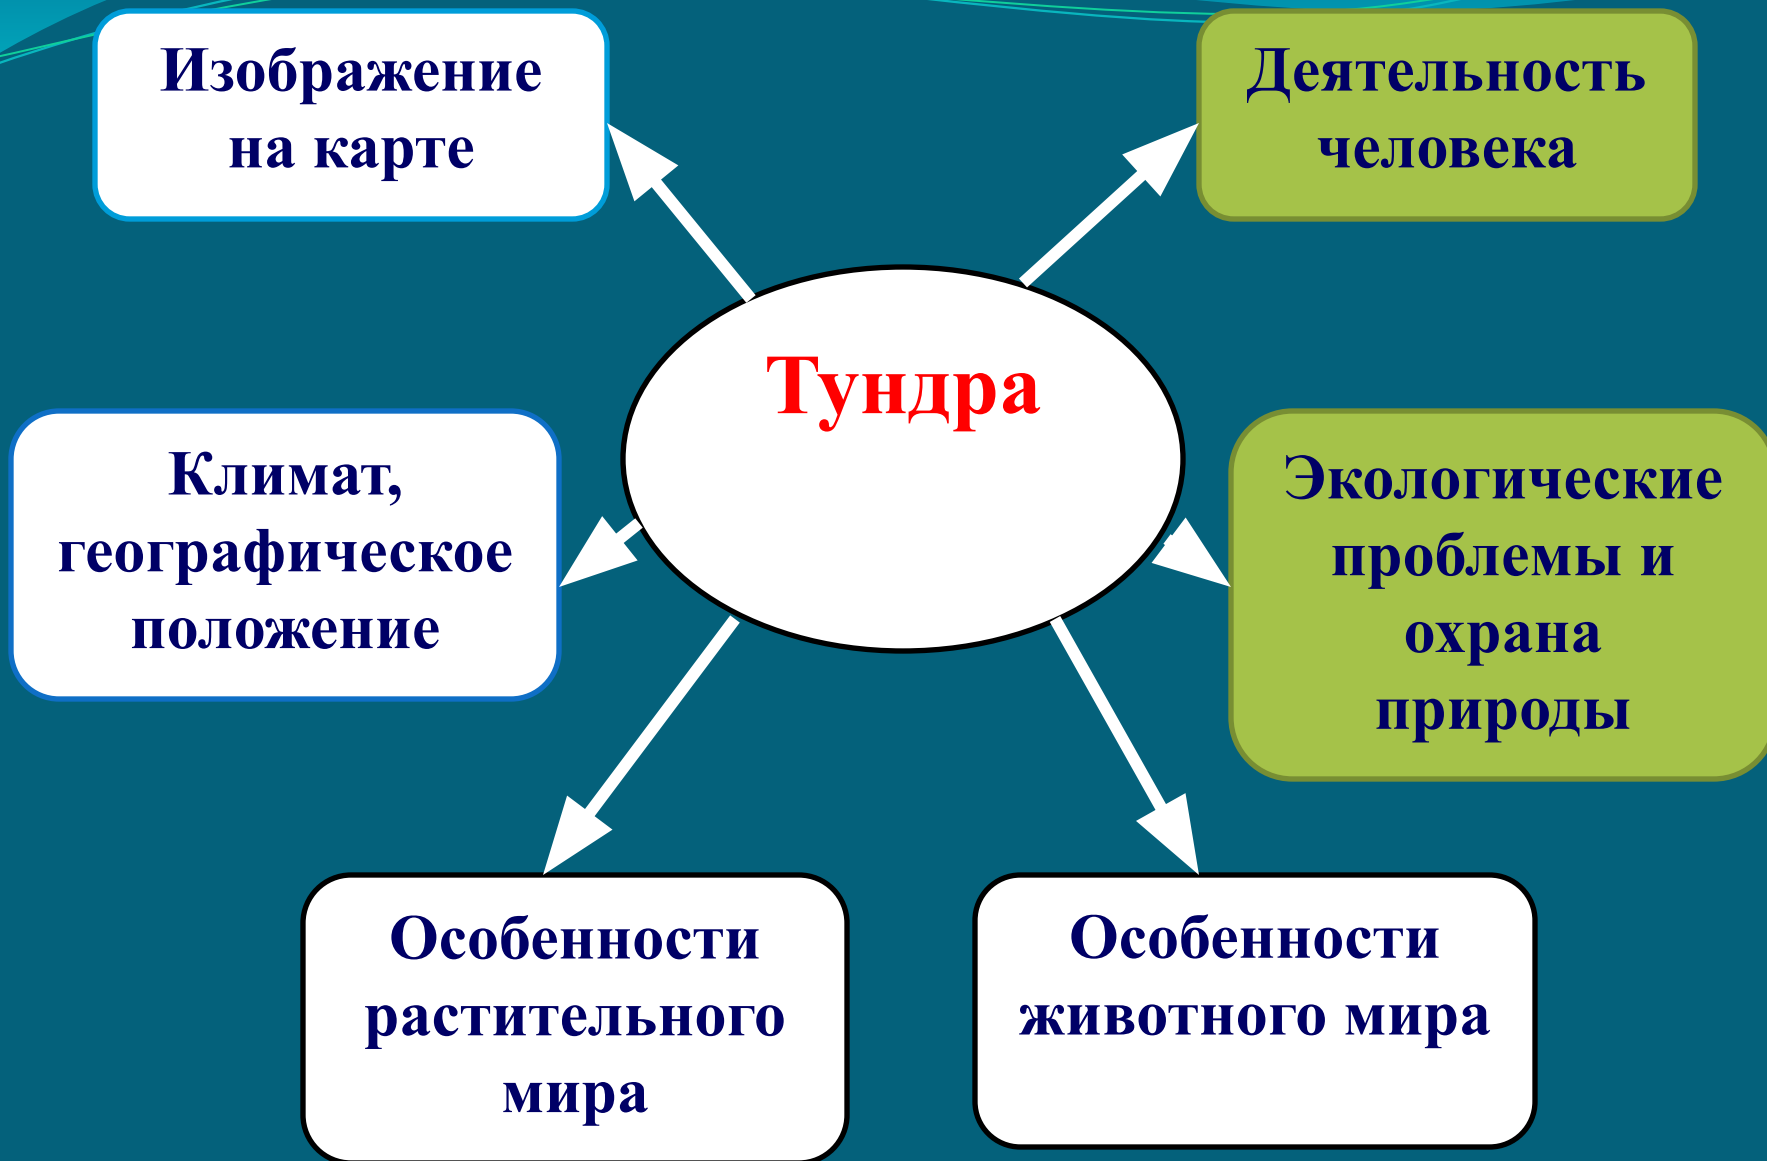 Изображение
на карте
Деятельность
человека
Тундра
Климат,
географическое
положение
Экологические
проблемы и
охрана
природы
Особенности
растительного
мира
Особенности
животного мира